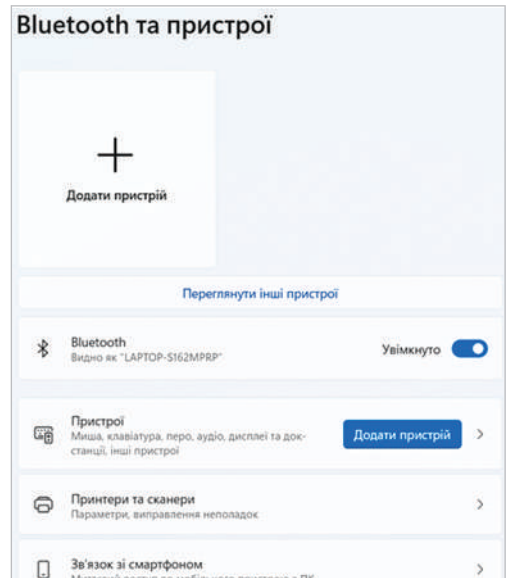 Bluetooth та пристрої
Додати пристрій
Переглянути інші пристрої
Bluetooth
Видно як "LAPTOP-S162MPRP"
Увімкнуто
Пристрої
Миша, клавіатура, перо, аудіо, дисплеї та док-
станції, інші пристрої
Додати пристрій
Принтери та сканери
Параметри, виправлення неполадок
Зв'язок зі смартфоном